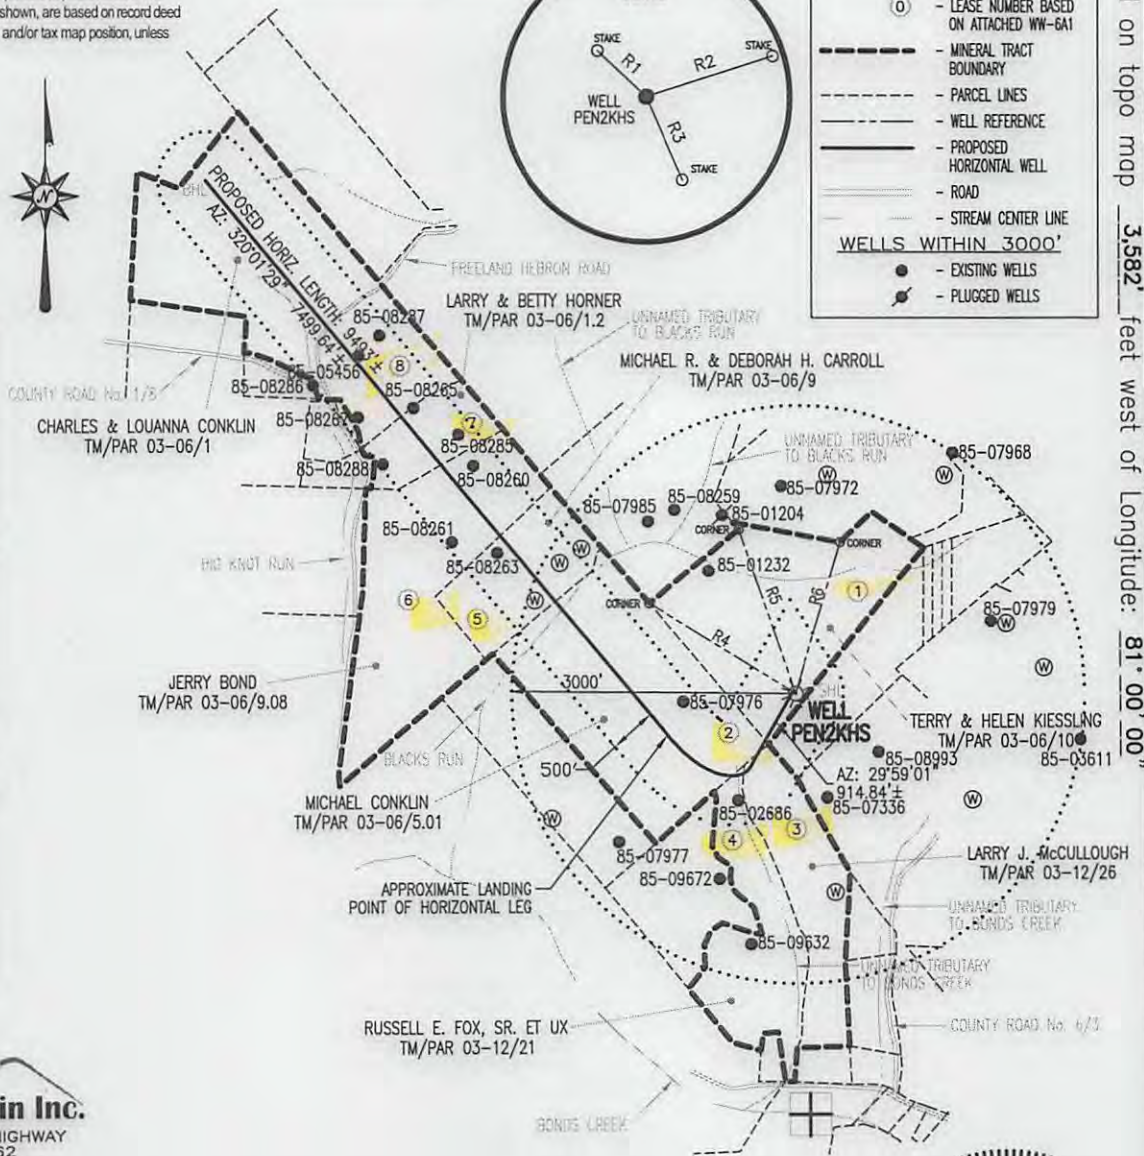 shown, are based on record deed
and/or tax map position, unless
N
STAKE
STAKE
R1
R2
WELL
PEN2KHS
R3
STAKE
0
- LEASE NUMBER BASED
ON ATTACHED WW-6A1
- MINERAL TRACT
BOUNDARY
- PARCEL LINES
- WELL REFERENCE
- PROPOSED
HORIZONTAL WELL
- ROAD
- STREAM CENTER LINE
WELLS WITHIN 3000'
- EXISTING WELLS
- PLUGGED WELLS
on topo map 3,582' feet west of Longitude: 81° 00' 00"
BHL
PROPOSED HORIZ. LENGTH: 9493'±
AZ: 320°01'29" 7499.64'±
FREELAND HEBRON ROAD
LARRY & BETTY HORNER
TM/PAR 03-06/1.2
UNNAMED TRIBUTARY
TO BLACKS RUN
MICHAEL R. & DEBORAH H. CARROLL
TM/PAR 03-06/9
85-08287
8
85-05456
85-08286
85-08265
COUNTY ROAD No. 1/8
CHARLES & LOUANNA CONKLIN
TM/PAR 03-06/1
7
85-08285
85-08288
85-08260
UNNAMED TRIBUTARY
TO BLACKS RUN
85-07968
W
W
85-07972
85-07985
85-08259
85-01204
CORNER
CORNER
85-08261
85-08263
85-01232
W
W
BIG KNOT RUN
1
6
5
W
CORNER
R5
R6
R4
85-07979
W
W
JERRY BOND
TM/PAR 03-06/9.08
3000'
85-07976
SHL
WELL
PEN2KHS
2
TERRY & HELEN KIESSLING
TM/PAR 03-06/10
85-08993
85-03611
BLACKS RUN
500'
AZ: 29°59'01"
914.84'±
85-07336
MICHAEL CONKLIN
TM/PAR 03-06/5.01
W
W
85-02686
4
3
85-07977
85-09672
LARRY J. McCULLOUGH
TM/PAR 03-12/26
APPROXIMATE LANDING
POINT OF HORIZONTAL LEG
W
UNNAMED TRIBUTARY
TO BONDS CREEK
85-09632
UNNAMED TRIBUTARY
TO BONDS CREEK
RUSSELL E. FOX, SR. ET UX
TM/PAR 03-12/21
COUNTY ROAD No. 6/3
BONDS CREEK
in Inc.
HIGHWAY